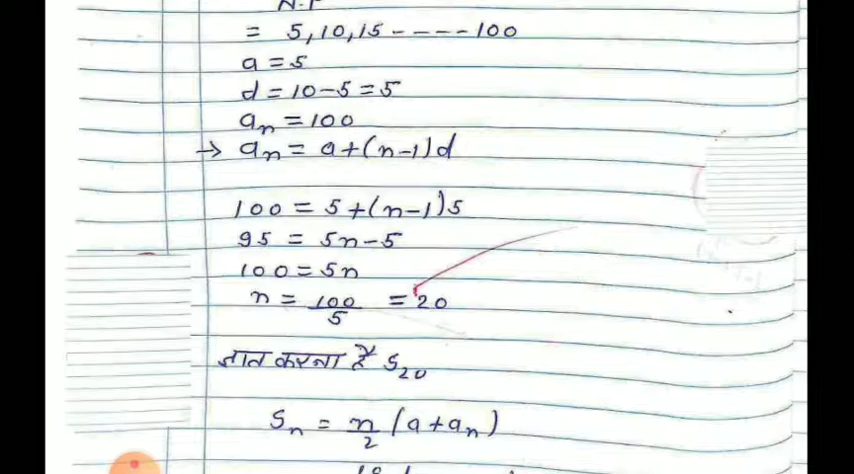 = 5, 10, 15 ---- 100
a = 5
d = 10-5 = 5
an = 100
→ an = a+(n-1)d
100 = 5+(n-1)5
95 = 5n-5
100 = 5n
n = 100/5 = 20
ज्ञात करना है S20
Sn = n/2 (a+an)